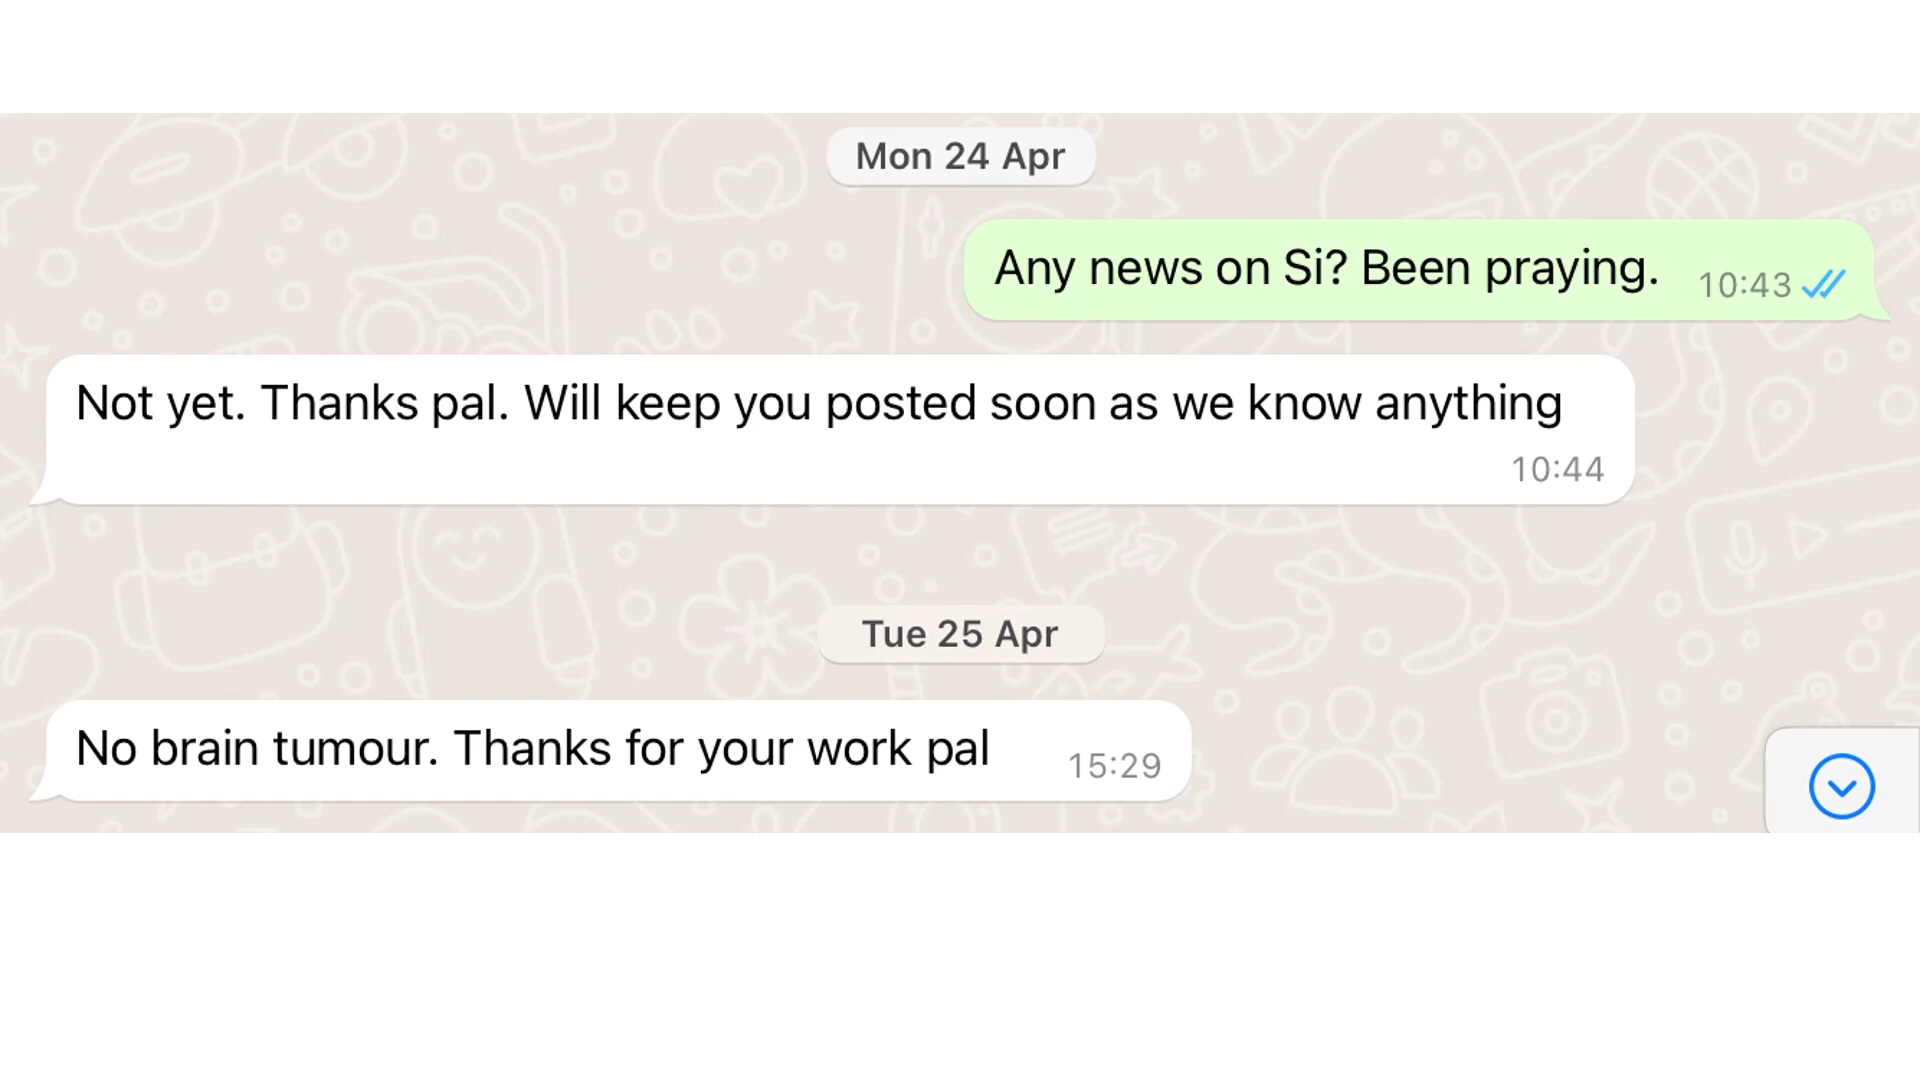 Mon 24 Apr
Any news on Si? Been praying. 10:43
Not yet. Thanks pal. Will keep you posted soon as we know anything
10:44
Tue 25 Apr
No brain tumour. Thanks for your work pal 15:29